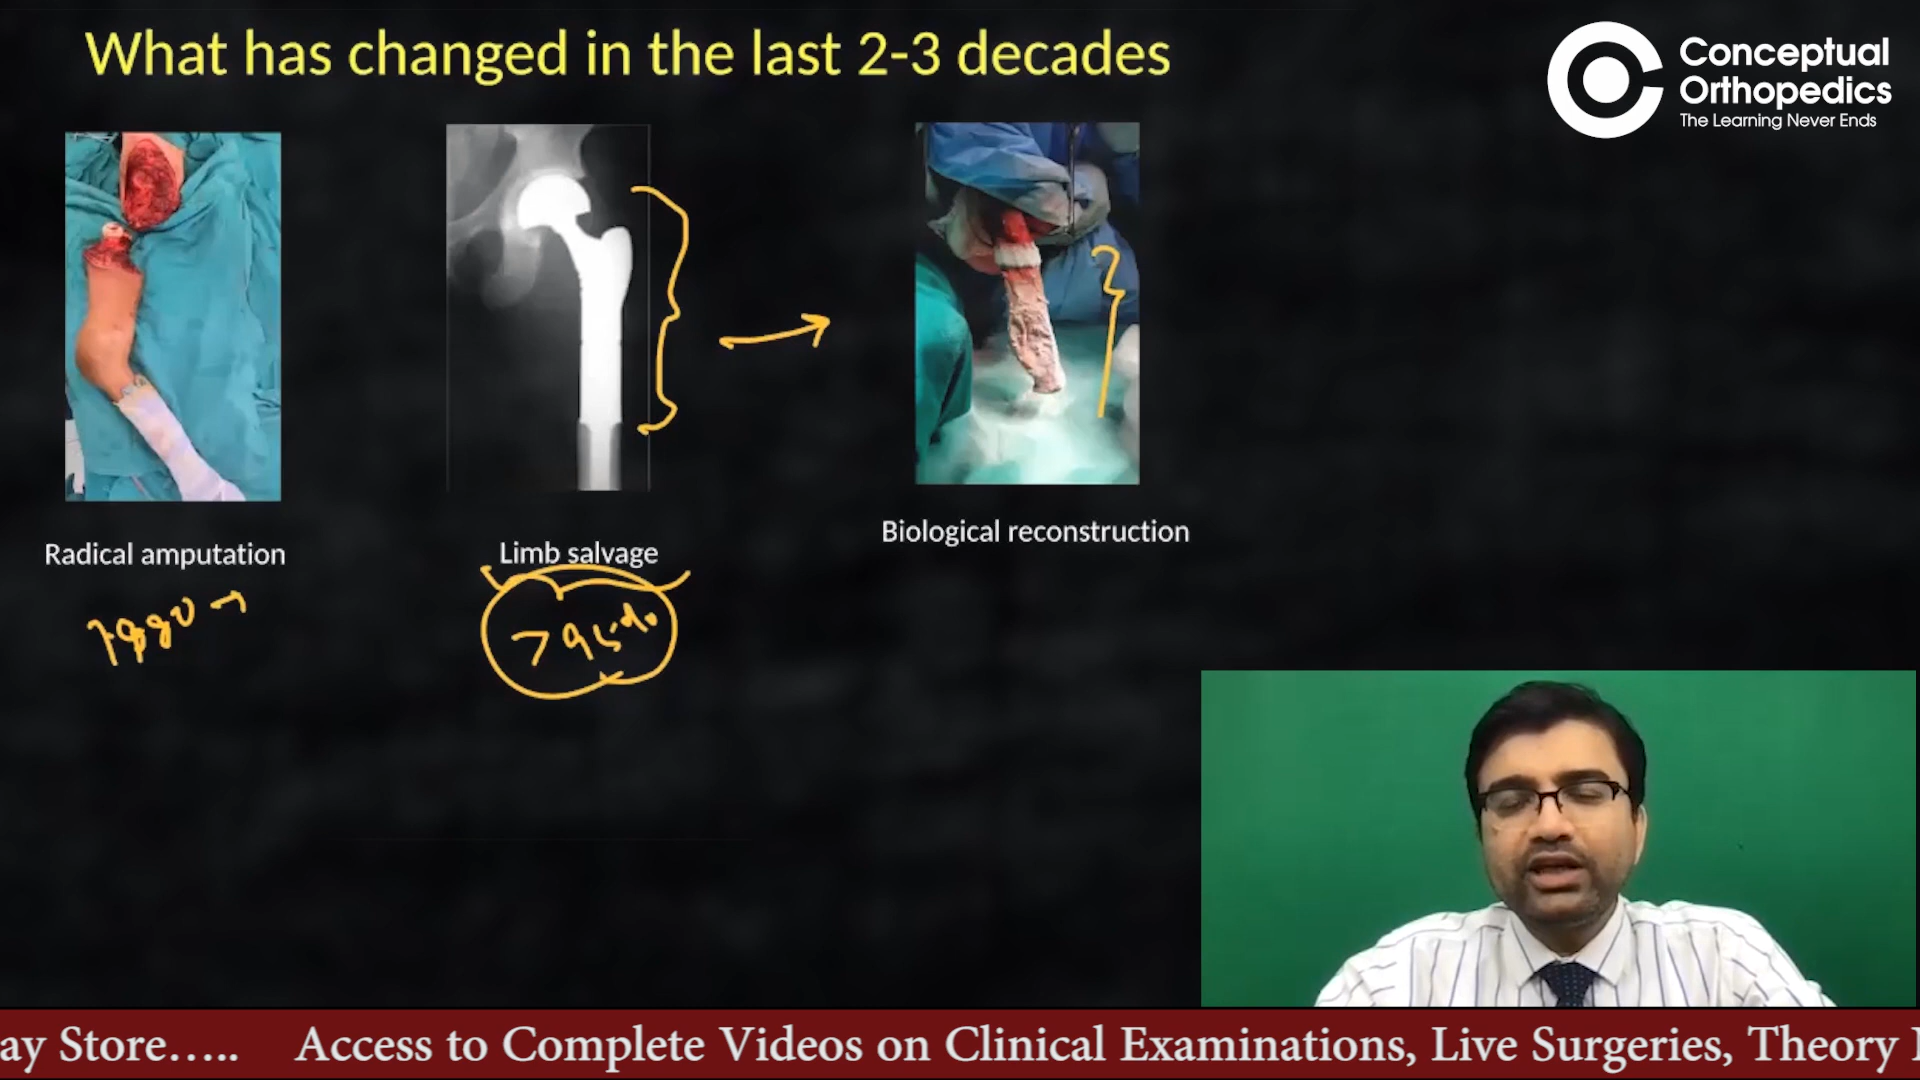 What has changed in the last 2-3 decades
Conceptual
Orthopedics
The Learning Never Ends
Radical amputation
Limb salvage
Biological reconstruction
>95%
ay Store..... Access to Complete Videos on Clinical Examinations, Live Surgeries, Theory